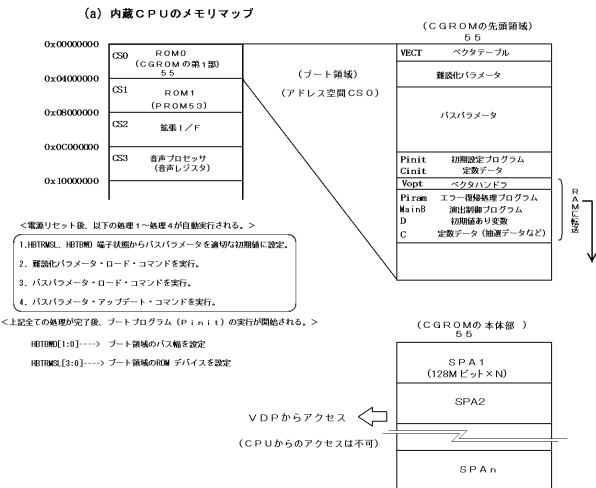 (a) 内蔵CPUのメモリマップ
0x00000000
CS0 ROM0
(CGROMの第1部)
55
0x04000000
CS1 ROM1
(PROM53)
0x08000000
CS2 拡張I/F
0x0C000000
CS3 音声プロセッサ
(音声レジスタ)
0x10000000
(ブート領域)
(アドレス空間CS0)
(CGROMの先頭領域)
55
VECT ベクタテーブル
難読化パラメータ
バスパラメータ
Pinit 初期設定プログラム
Cinit 定数データ
Vopt ベクタハンドラ
Piram エラー復帰処理プログラム
MainB 演出制御プログラム
D 初期値あり変数
C 定数データ(抽選データなど)
RAMに転送
<電源リセット後、以下の処理1~処理4が自動実行される。>
1.HBTRMSL、HBTBWD 端子状態からバスパラメータを適切な初期値に設定。
2. 難読化パラメータ・ロード・コマンドを実行。
3. バスパラメータ・ロード・コマンドを実行。
4. バスパラメータ・アップデート・コマンドを実行。
<上記全ての処理が完了後、ブートプログラム(Pinit)の実行が開始される。>
HBTBWD[1:0]----> ブート領域のバス幅を設定
HBTRMSL[3:0]----> ブート領域のROM デバイスを設定
(CGROMの 本体部 )
55
SPA1
(128Mビット×N)
SPA2
VDPからアクセス
(CPUからのアクセスは不可)
SPAn